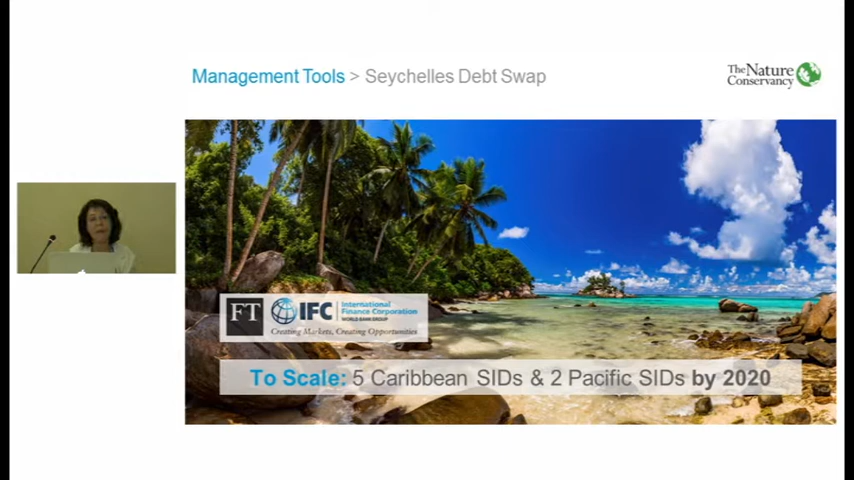 Management Tools > Seychelles Debt Swap
The Nature
Conservancy
FT
IFC
International
Finance Corporation
WORLD BANK GROUP
Creating Markets, Creating Opportunities
To Scale: 5 Caribbean SIDs & 2 Pacific SIDs by 2020